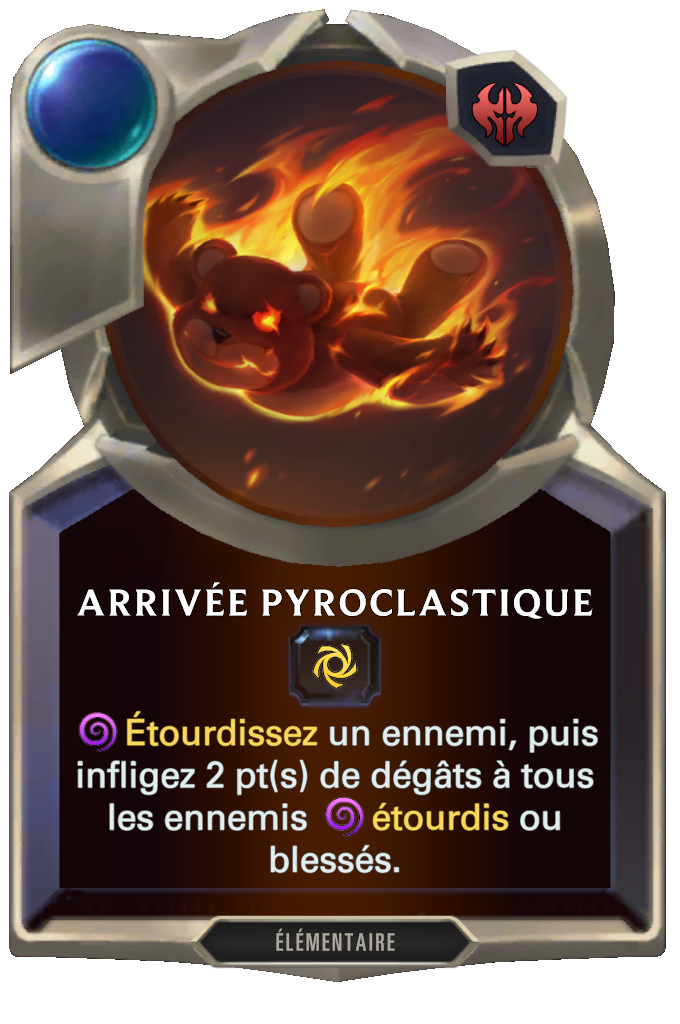 ARRIVÉE PYROCLASTIQUE
Étourdissez un ennemi, puis
infligez 2 pt(s) de dégâts à tous
les ennemis étourdis ou
blessés.
ÉLÉMENTAIRE